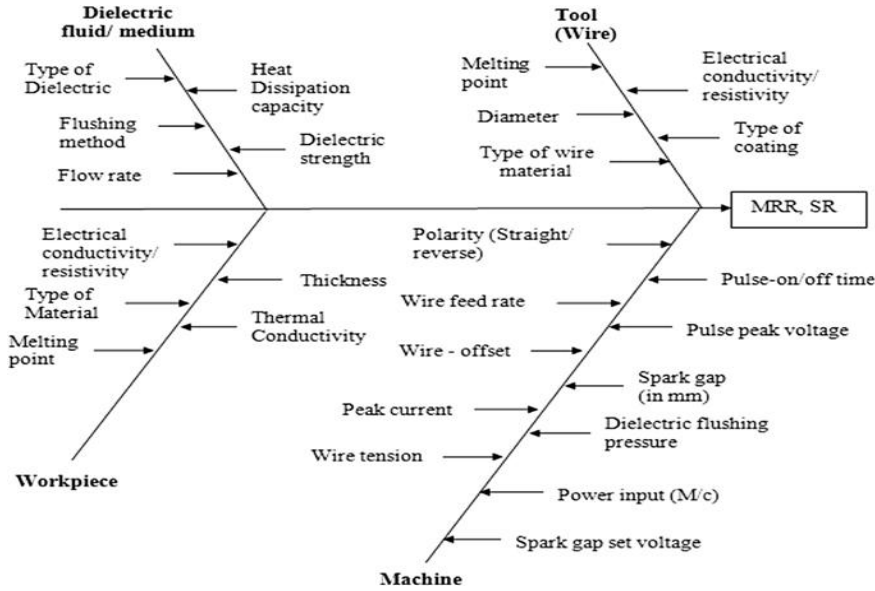 Dielectric
fluid/ medium
Type of
Dielectric
Heat
Dissipation
capacity
Flushing
method
Dielectric
strength
Flow rate
Tool
(Wire)
Melting
point
Electrical
conductivity/
resistivity
Diameter
Type of
coating
Type of wire
material
MRR, SR
Electrical
conductivity/
resistivity
Thickness
Type of
Material
Thermal
Conductivity
Melting
point
Workpiece
Polarity (Straight/
reverse)
Pulse-on/off time
Wire feed rate
Pulse peak voltage
Wire - offset
Spark gap
(in mm)
Peak current
Dielectric flushing
pressure
Wire tension
Power input (M/c)
Spark gap set voltage
Machine